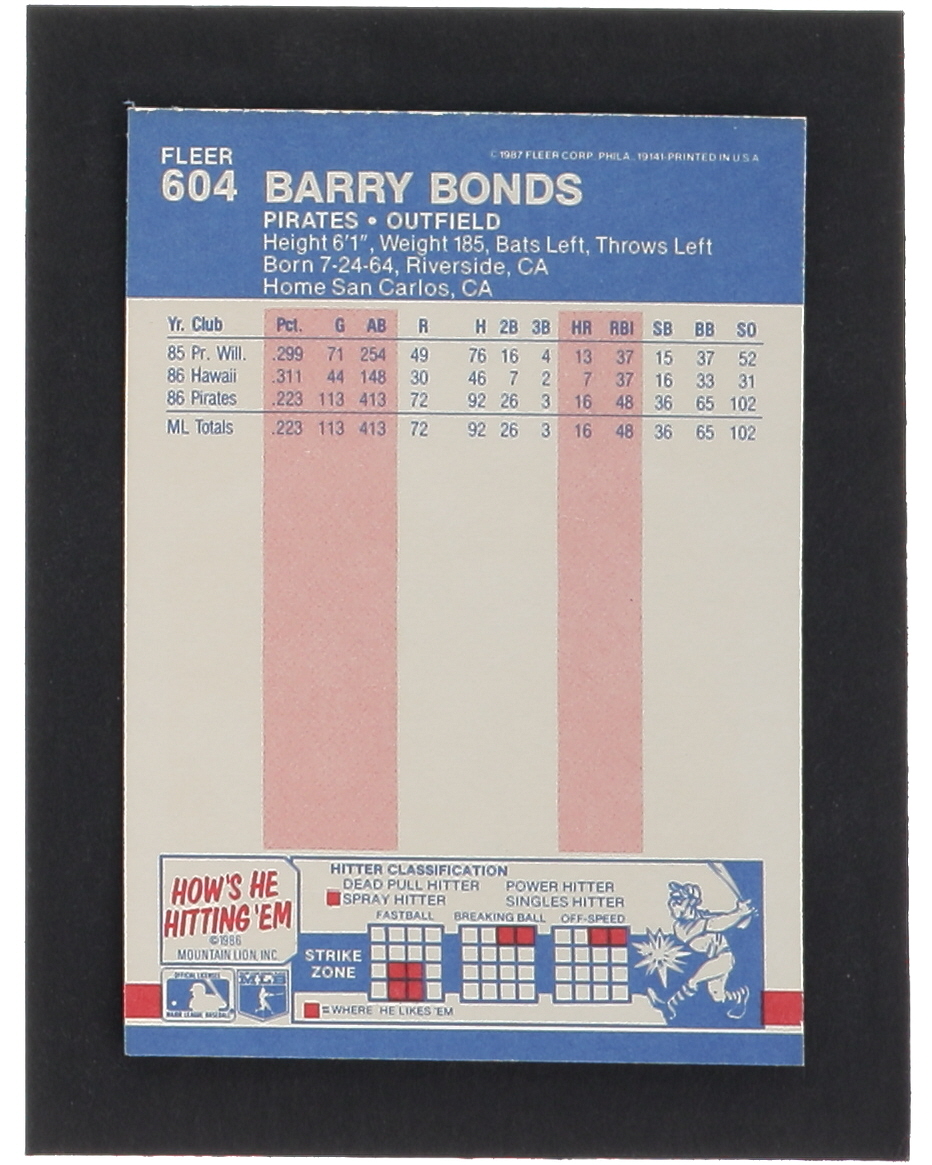 FLEER
©1987 FLEER CORP. PHILA., 19141-PRINTED IN U.S.A.
604 BARRY BONDS
PIRATES • OUTFIELD
Height 6'1", Weight 185, Bats Left, Throws Left
Born 7-24-64, Riverside, CA
Home San Carlos, CA
Yr. Club Pct. G AB R H 2B 3B HR RBI SB BB SO
85 Pr. Will. .299 71 254 49 76 16 4 13 37 15 37 52
86 Hawaii .311 44 148 30 46 7 2 7 37 16 33 31
86 Pirates .223 113 413 72 92 26 3 16 48 36 65 102
ML Totals .223 113 413 72 92 26 3 16 48 36 65 102
HOW'S HE
HITTING 'EM
©1986
MOUNTAIN LION, INC.
HITTER CLASSIFICATION
DEAD PULL HITTER POWER HITTER
SPRAY HITTER SINGLES HITTER
FASTBALL BREAKING BALL OFF-SPEED
STRIKE
ZONE
=WHERE HE LIKES 'EM
OFFICIAL LICENSEE
MAJOR LEAGUE BASEBALL